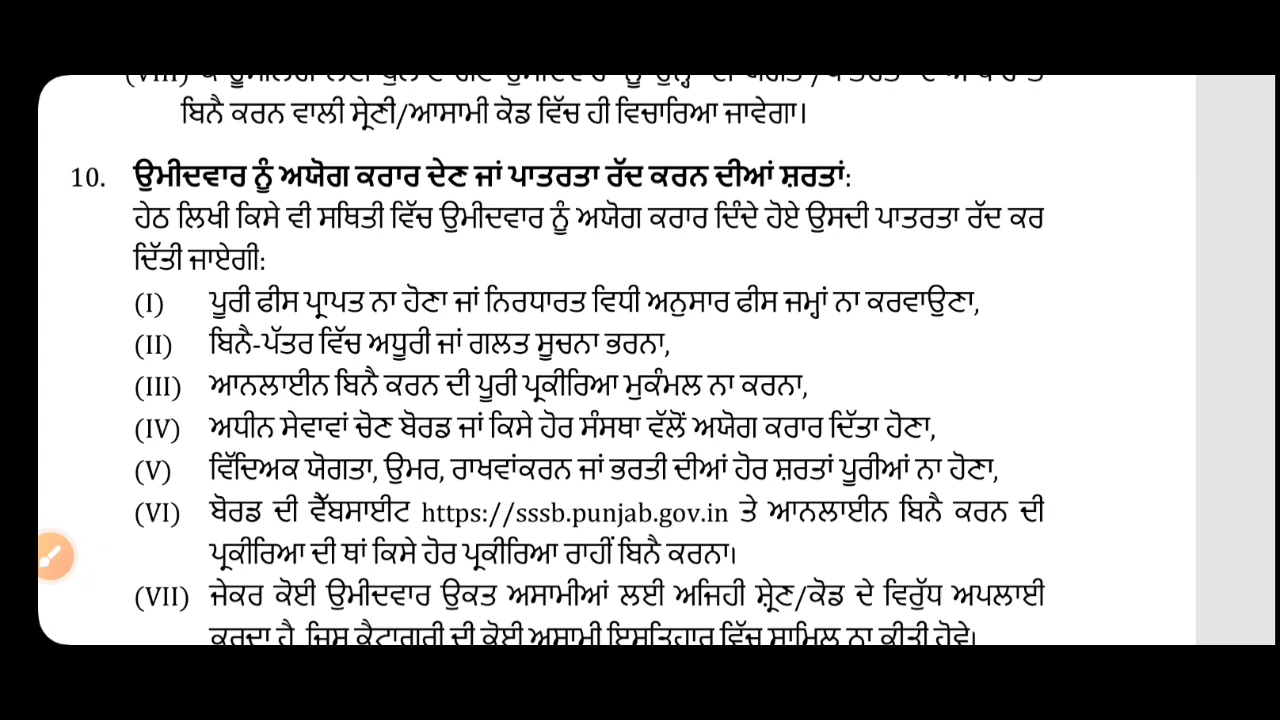 ਬਿਨੈ ਕਰਨ ਵਾਲੀ ਸ੍ਰੇਣੀ/ਆਸਾਮੀ ਕੋਡ ਵਿੱਚ ਹੀ ਵਿਚਾਰਿਆ ਜਾਵੇਗਾ।
10. ਉਮੀਦਵਾਰ ਨੂੰ ਅਯੋਗ ਕਰਾਰ ਦੇਣ ਜਾਂ ਪਾਤਰਤਾ ਰੱਦ ਕਰਨ ਦੀਆਂ ਸ਼ਰਤਾਂ:
ਹੇਠ ਲਿਖੀ ਕਿਸੇ ਵੀ ਸਥਿਤੀ ਵਿੱਚ ਉਮੀਦਵਾਰ ਨੂੰ ਅਯੋਗ ਕਰਾਰ ਦਿੰਦੇ ਹੋਏ ਉਸਦੀ ਪਾਤਰਤਾ ਰੱਦ ਕਰ
ਦਿੱਤੀ ਜਾਏਗੀ:
(I) ਪੂਰੀ ਫੀਸ ਪ੍ਰਾਪਤ ਨਾ ਹੋਣਾ ਜਾਂ ਨਿਰਧਾਰਤ ਵਿਧੀ ਅਨੁਸਾਰ ਫੀਸ ਜਮ੍ਹਾਂ ਨਾ ਕਰਵਾਉਣਾ,
(II) ਬਿਨੈ-ਪੱਤਰ ਵਿੱਚ ਅਧੂਰੀ ਜਾਂ ਗਲਤ ਸੂਚਨਾ ਭਰਨਾ,
(III) ਆਨਲਾਈਨ ਬਿਨੈ ਕਰਨ ਦੀ ਪੂਰੀ ਪ੍ਰਕੀਰਿਆ ਮੁਕੰਮਲ ਨਾ ਕਰਨਾ,
(IV) ਅਧੀਨ ਸੇਵਾਵਾਂ ਚੋਣ ਬੋਰਡ ਜਾਂ ਕਿਸੇ ਹੋਰ ਸੰਸਥਾ ਵੱਲੋਂ ਅਯੋਗ ਕਰਾਰ ਦਿੱਤਾ ਹੋਣਾ,
(V) ਵਿੱਦਿਅਕ ਯੋਗਤਾ, ਉਮਰ, ਰਾਖਵਾਂਕਰਨ ਜਾਂ ਭਰਤੀ ਦੀਆਂ ਹੋਰ ਸ਼ਰਤਾਂ ਪੂਰੀਆਂ ਨਾ ਹੋਣਾ,
(VI) ਬੋਰਡ ਦੀ ਵੈੱਬਸਾਈਟ https://sssb.punjab.gov.in ਤੇ ਆਨਲਾਈਨ ਬਿਨੈ ਕਰਨ ਦੀ
ਪ੍ਰਕੀਰਿਆ ਦੀ ਥਾਂ ਕਿਸੇ ਹੋਰ ਪ੍ਰਕੀਰਿਆ ਰਾਹੀਂ ਬਿਨੈ ਕਰਨਾ।
(VII) ਜੇਕਰ ਕੋਈ ਉਮੀਦਵਾਰ ਉਕਤ ਅਸਾਮੀਆਂ ਲਈ ਅਜਿਹੀ ਸ਼੍ਰੇਣ/ਕੋਡ ਦੇ ਵਿਰੁੱਧ ਅਪਲਾਈ
ਕਰਦਾ ਹੈ, ਜਿਸ ਕੈਟਾਗਰੀ ਦੀ ਕੋਈ ਅਸਾਮੀ ਇਸ਼ਤਿਹਾਰ ਵਿੱਚ ਸ਼ਾਮਿਲ ਨਾ ਕੀਤੀ ਹੋਵੇ।